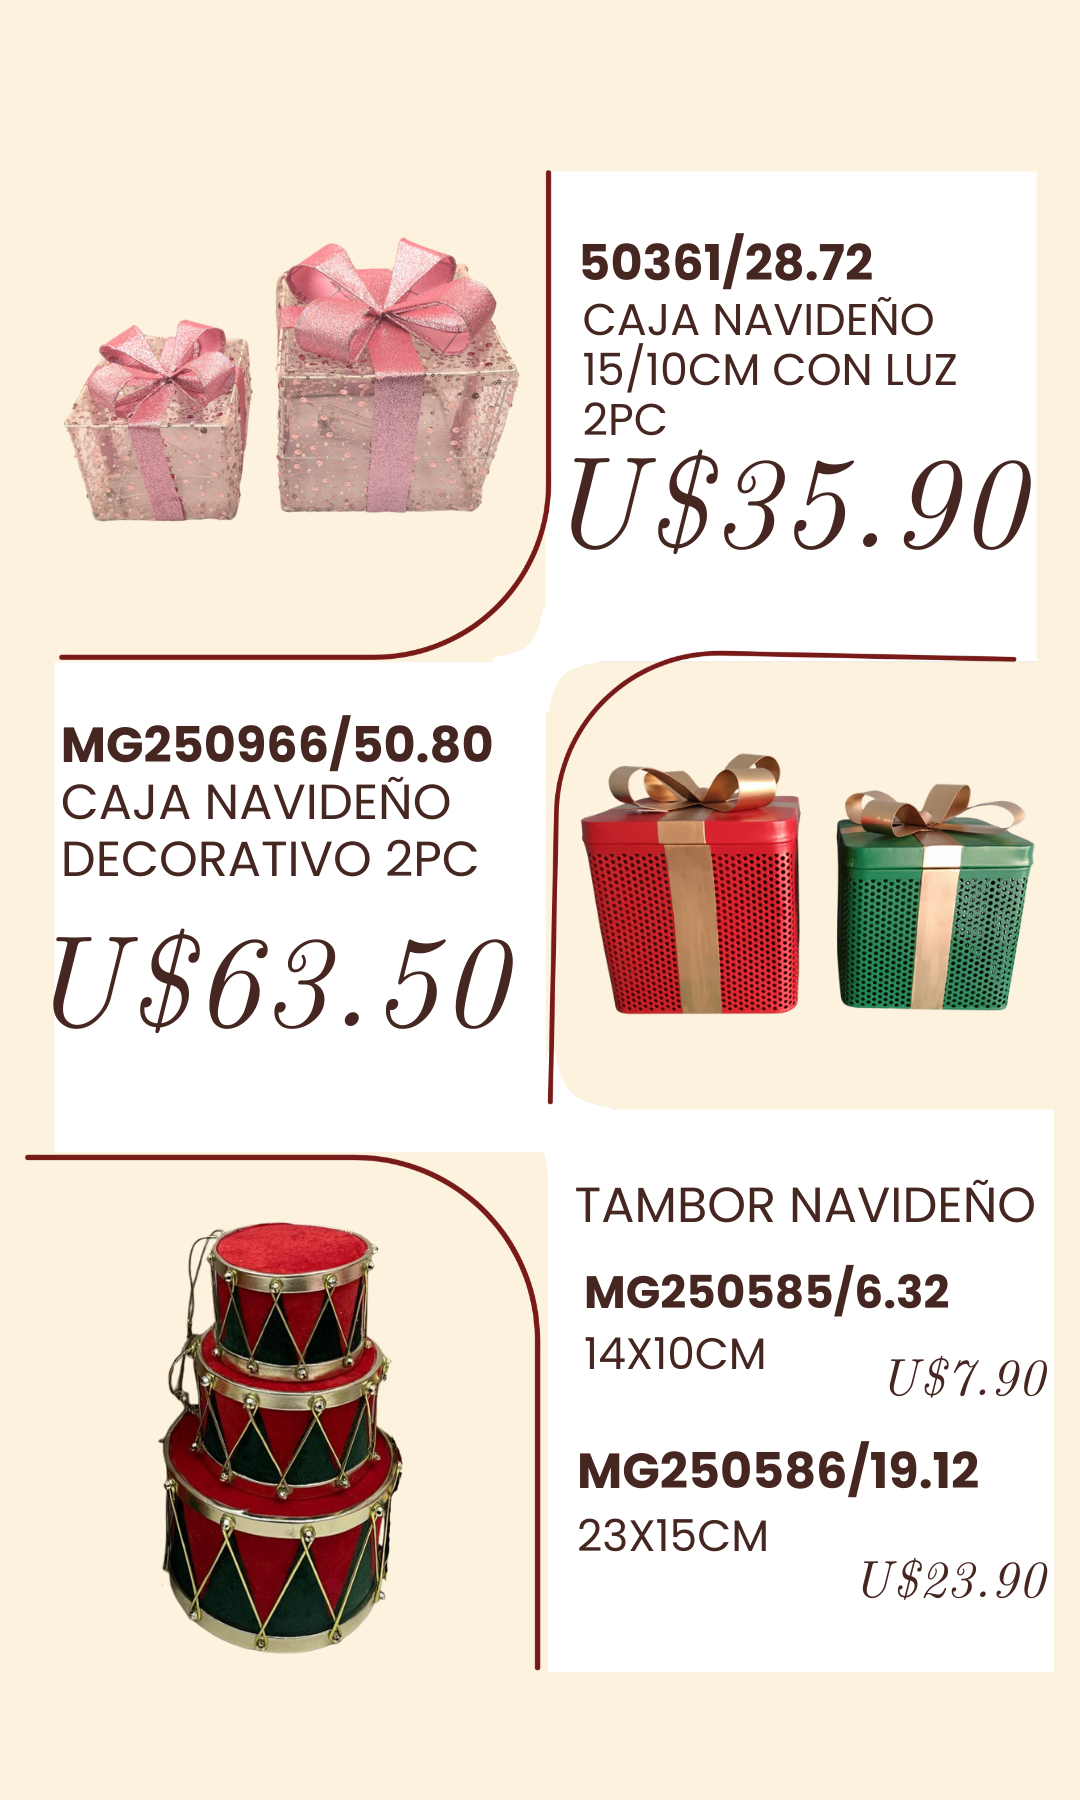 50361/28.72
CAJA NAVIDEÑO
15/10CM CON LUZ
2PC
U$35.90
MG250966/50.80
CAJA NAVIDEÑO
DECORATIVO 2PC
U$63.50
TAMBOR NAVIDEÑO
MG250585/6.32
14X10CM
U$7.90
MG250586/19.12
23X15CM
U$23.90